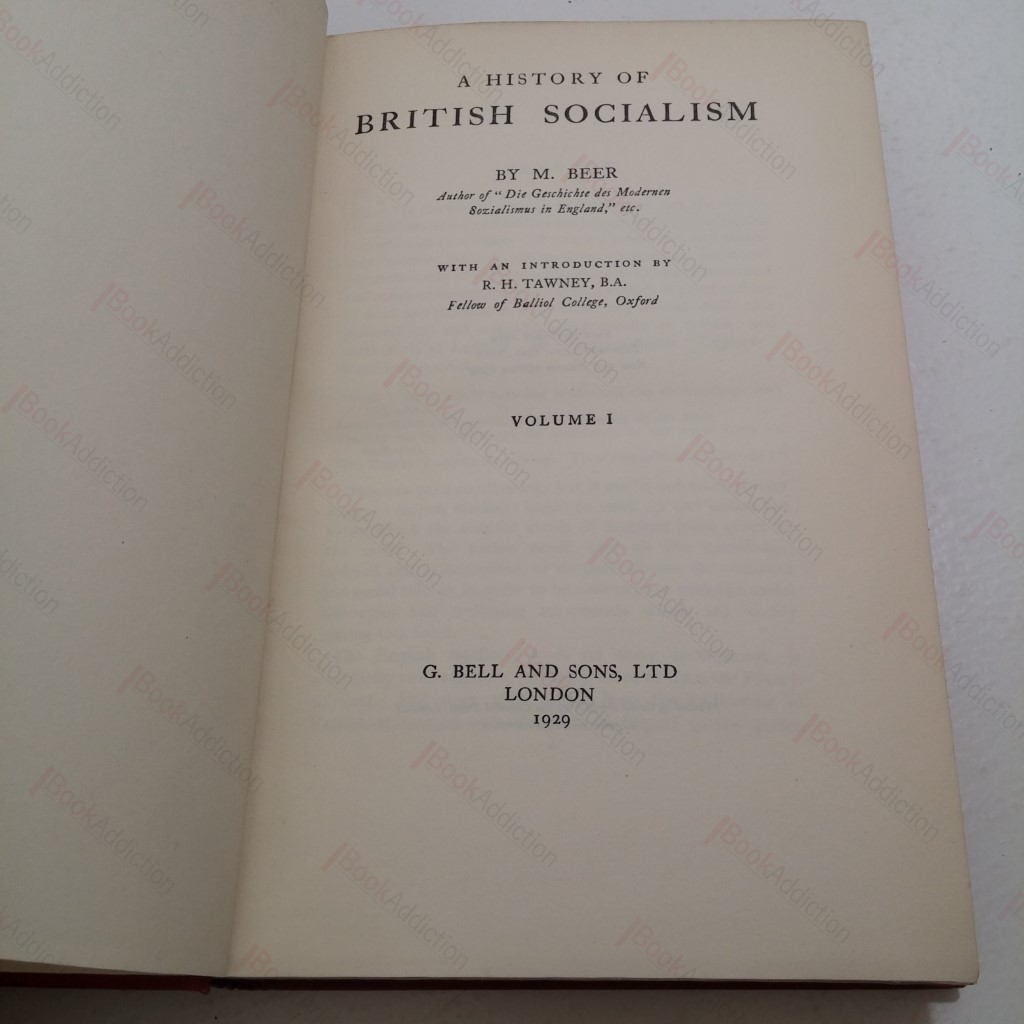 A HISTORY OF
BRITISH SOCIALISM
BY M. BEER
Author of “ Die Geschichte des Modernen
Sozialismus in England,” etc.
WITH AN INTRODUCTION BY
R. H. TAWNEY, B.A.
Fellow of Balliol College, Oxford
VOLUME I
G. BELL AND SONS, LTD
LONDON
1929
BookAddiction